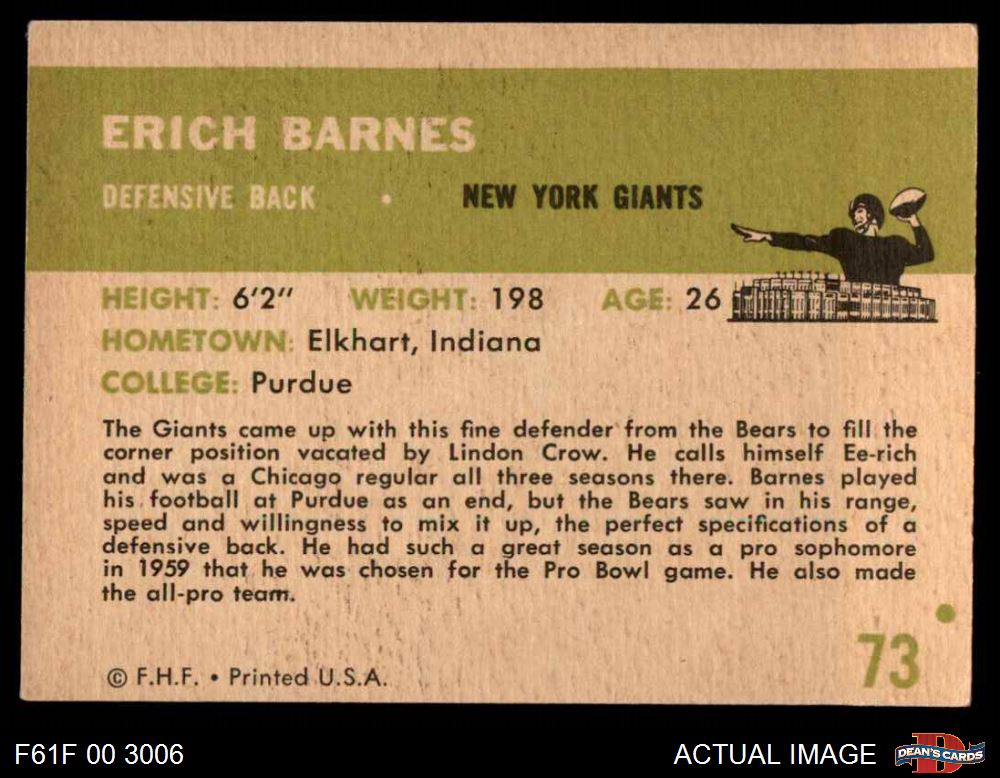 ERICH BARNES
DEFENSIVE BACK • NEW YORK GIANTS
HEIGHT: 6'2" WEIGHT: 198 AGE: 26
HOMETOWN: Elkhart, Indiana
COLLEGE: Purdue
The Giants came up with this fine defender from the Bears to fill the
corner position vacated by Lindon Crow. He calls himself Ee-rich
and was a Chicago regular all three seasons there. Barnes played
his football at Purdue as an end, but the Bears saw in his range,
speed and willingness to mix it up, the perfect specifications of a
defensive back. He had such a great season as a pro sophomore
in 1959 that he was chosen for the Pro Bowl game. He also made
the all-pro team.
73
© F.H.F. • Printed U.S.A.
F61F 00 3006
ACTUAL IMAGE
D
DEAN'S CARDS